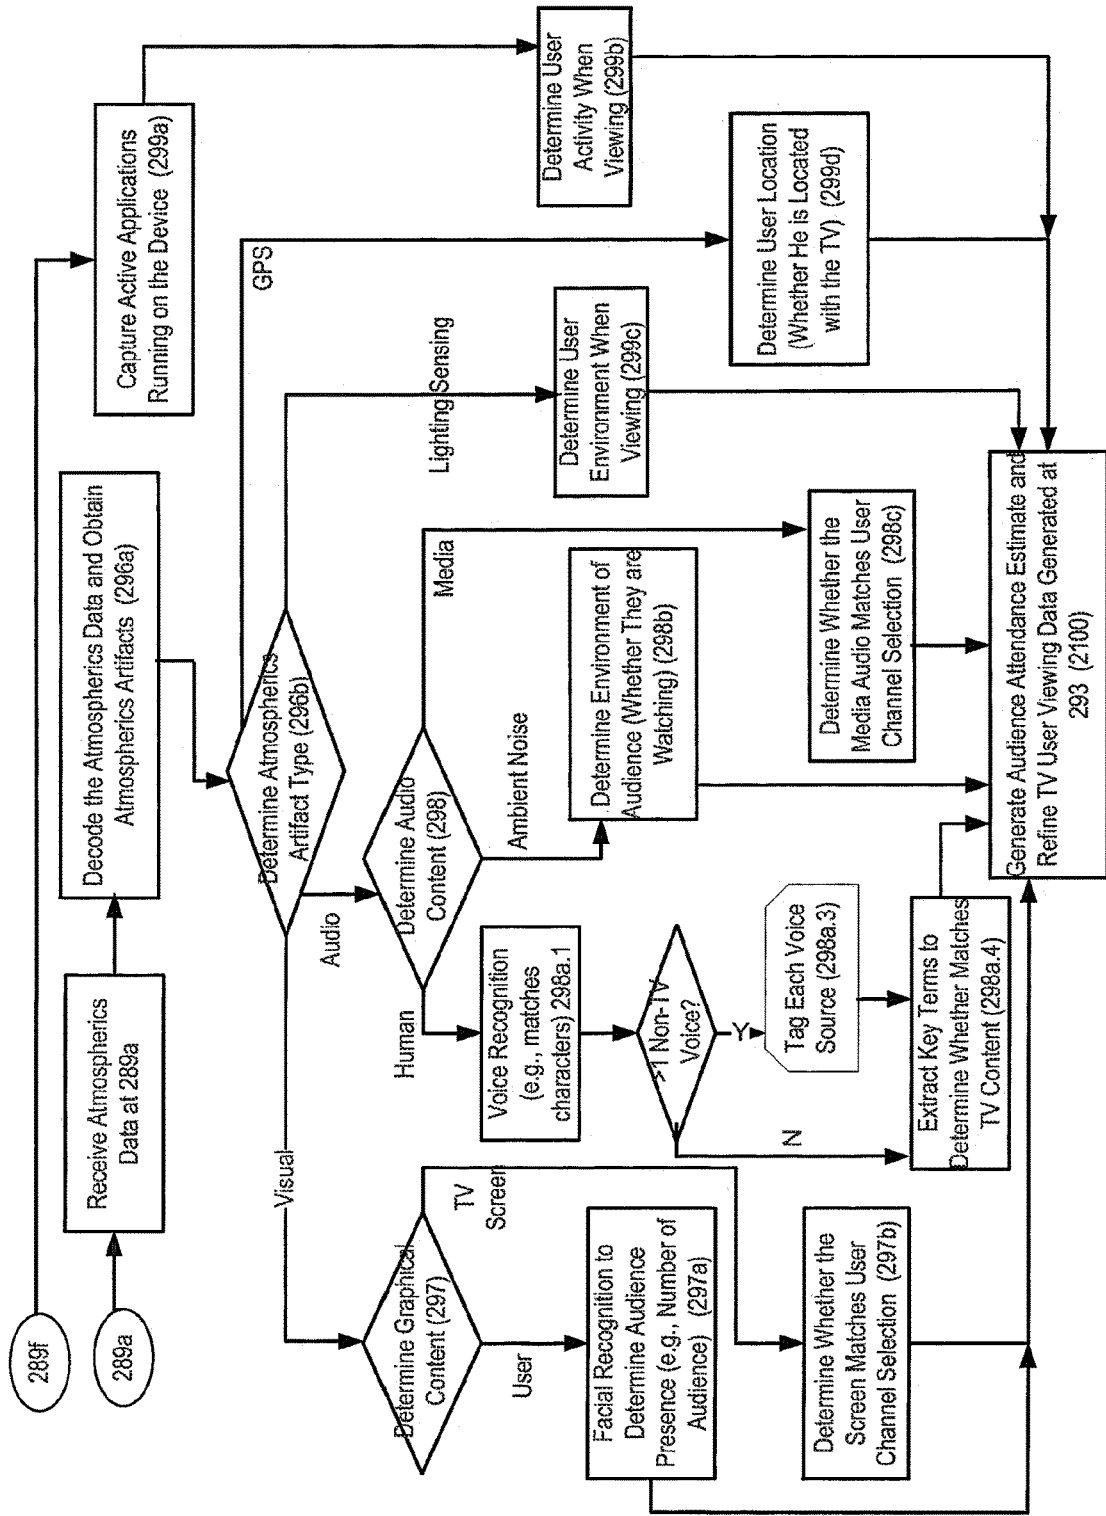 289f
289a
Receive Atmospherics
Data at 289a
Decode the Atmospherics Data and Obtain
Atmospherics Artifacts (296a)
Capture Active Applications
Running on the Device (299a)
Determine Atmospherics
Artifact Type (296b)
Visual
Audio
Lighting Sensing
GPS
Determine Graphical
Content (297)
User
TV
Screen
Facial Recognition to
Determine Audience
Presence (e.g., Number of
Audience) (297a)
Determine Whether the
Screen Matches User
Channel Selection (297b)
Determine Audio
Content (298)
Human
Ambient Noise
Media
Voice Recognition
(e.g., matches
characters) 298a.1
>1 Non-TV
Voice?
Y
N
Tag Each Voice
Source (298a.3)
Extract Key Terms to
Determine Whether Matches
TV Content (298a.4)
Determine Environment of
Audience (Whether They are
Watching) (298b)
Determine Whether the
Media Audio Matches User
Channel Selection (298c)
Determine User
Environment When
Viewing (299c)
Determine User Location
(Whether He is Located
with the TV) (299d)
Determine User
Activity When
Viewing (299b)
Generate Audience Attendance Estimate and
Refine TV User Viewing Data Generated at
293 (2100)